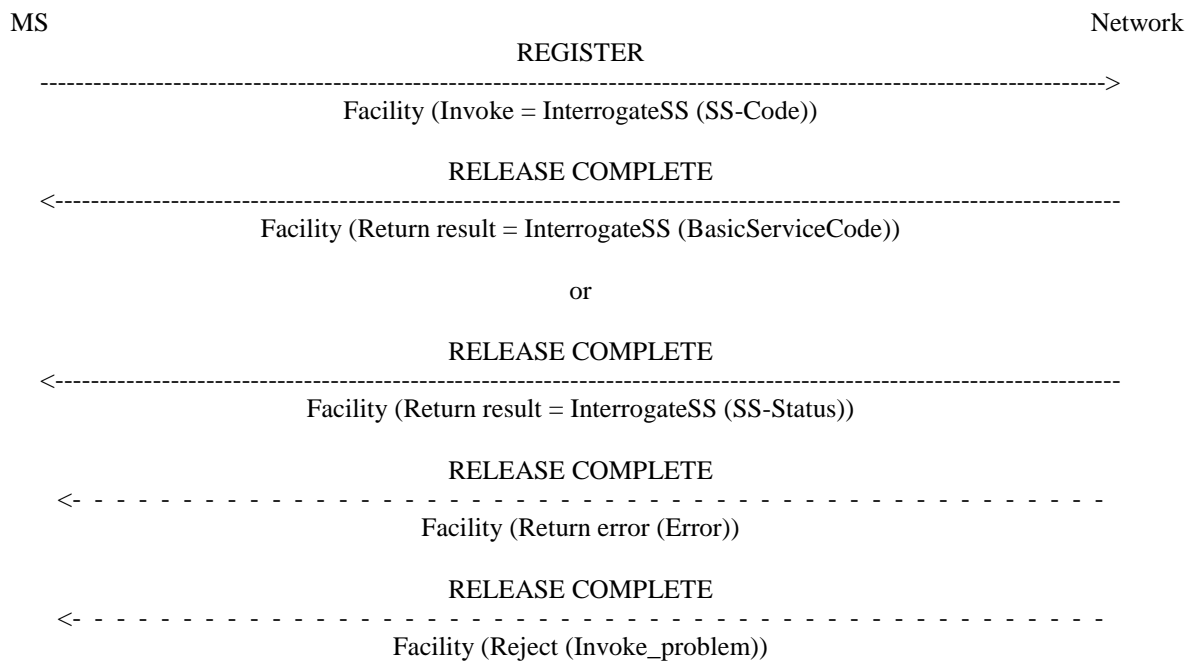 MS Network
REGISTER
Facility (Invoke = InterrogateSS (SS-Code))
RELEASE COMPLETE
Facility (Return result = InterrogateSS (BasicServiceCode))
or
RELEASE COMPLETE
Facility (Return result = InterrogateSS (SS-Status))
RELEASE COMPLETE
Facility (Return error (Error))
RELEASE COMPLETE
Facility (Reject (Invoke_problem))